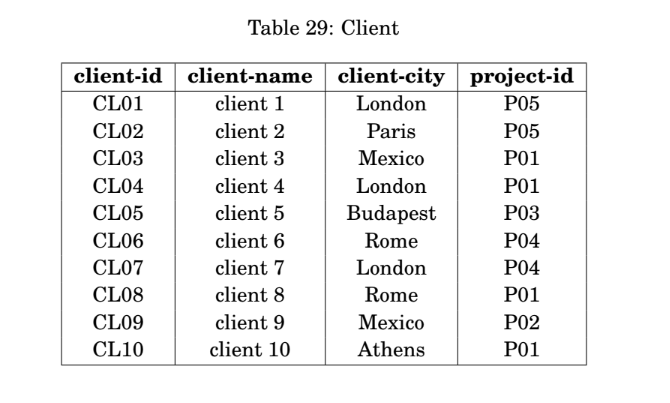 Table 29: Client
client-id client-name client-city project-id
CL01 client 1 London P05
CL02 client 2 Paris P05
CL03 client 3 Mexico P01
CL04 client 4 London P01
CL05 client 5 Budapest P03
CL06 client 6 Rome P04
CL07 client 7 London P04
CL08 client 8 Rome P01
CL09 client 9 Mexico P02
CL10 client 10 Athens P01